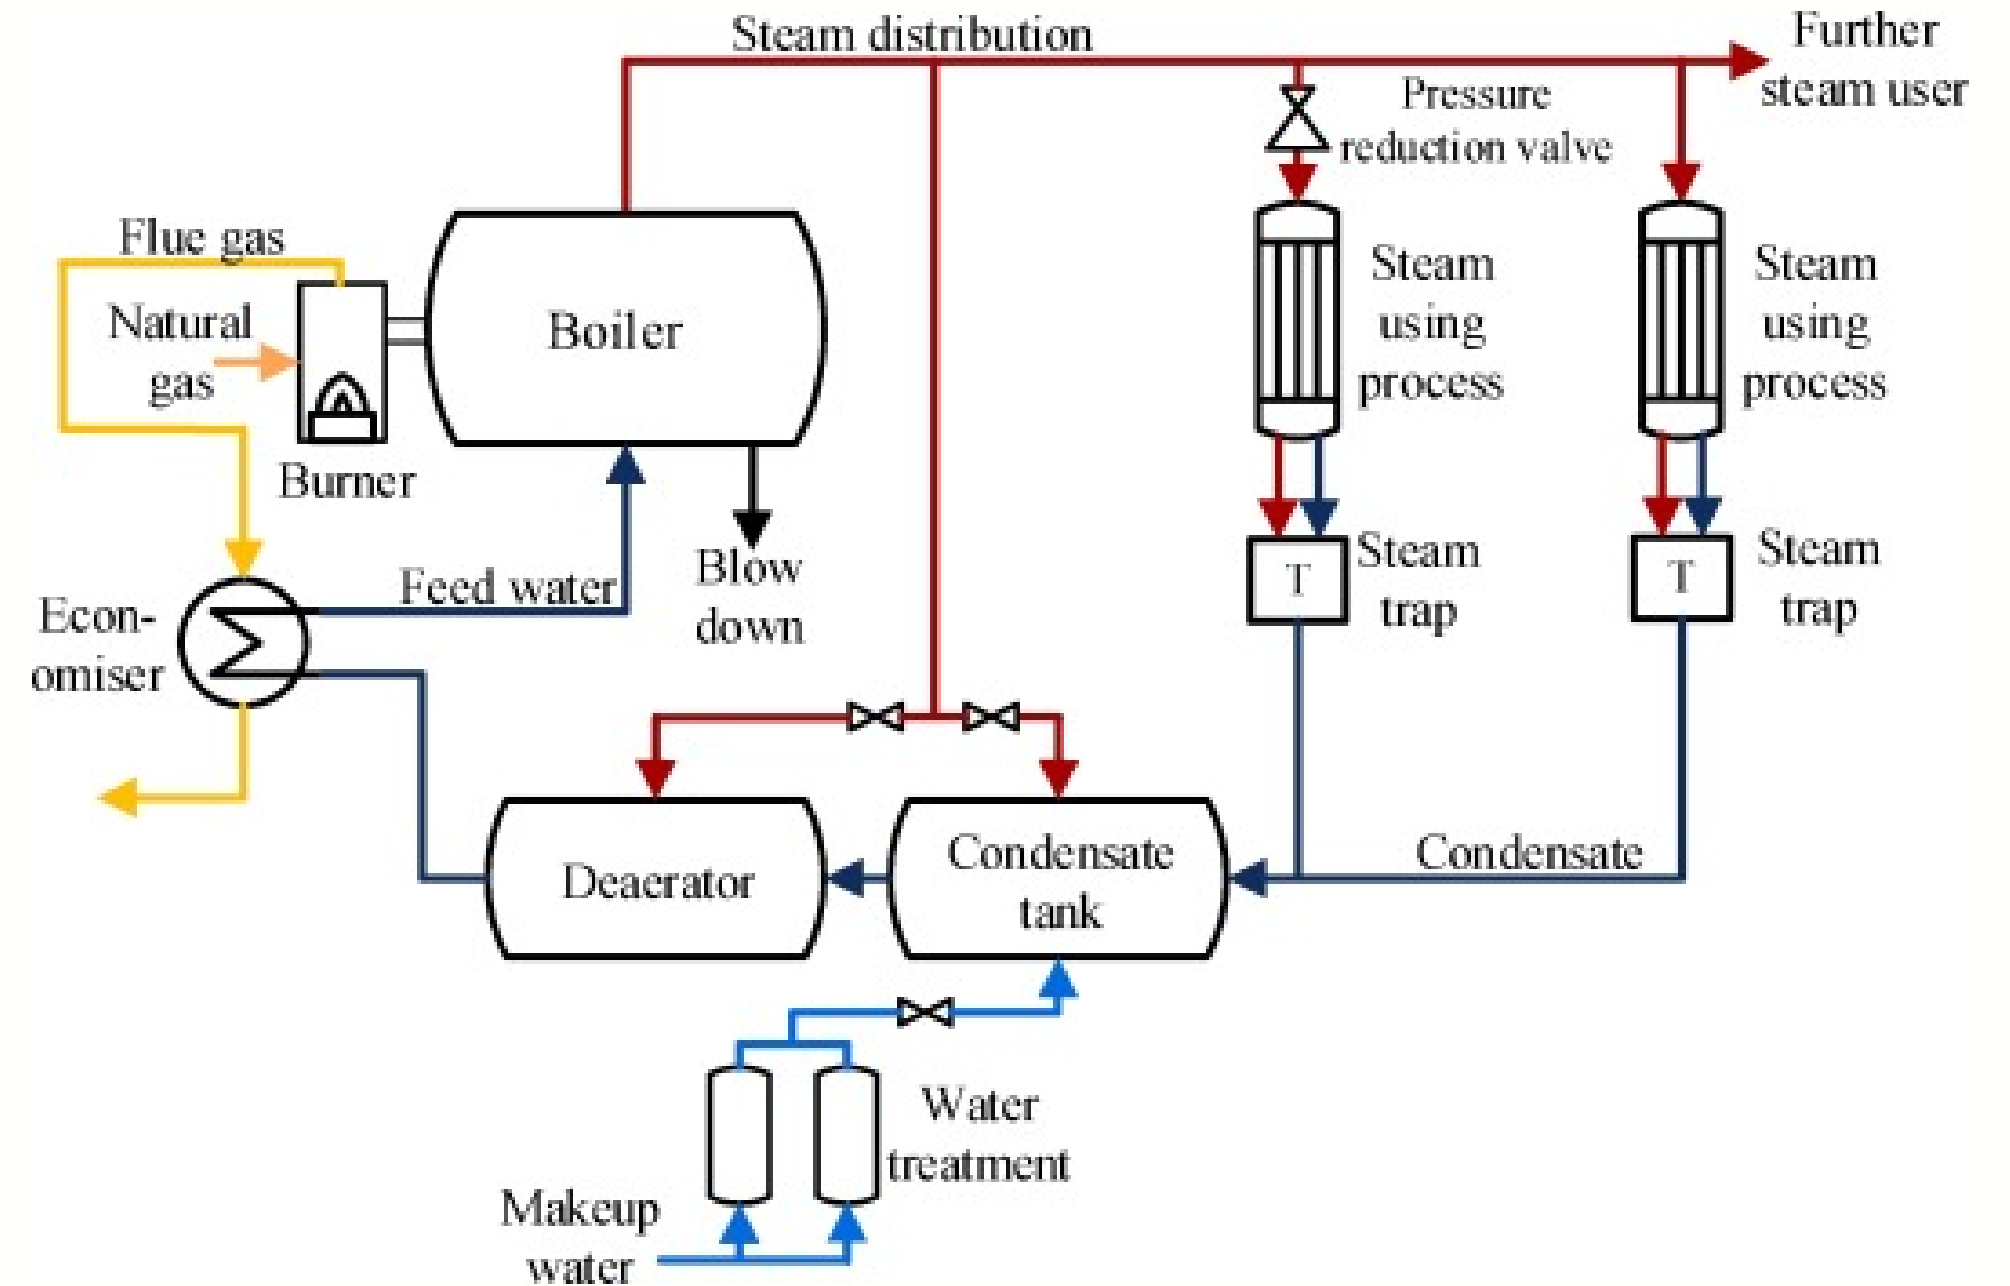 Steam distribution
Further
steam user
Pressure
reduction valve
Flue gas
Natural
gas
Burner
Boiler
Steam
using
process
Steam
using
process
Blow
down
Feed water
Econ-
omiser
T
Steam
trap
T
Steam
trap
Deaerator
Condensate
tank
Condensate
Water
treatment
Makeup
water